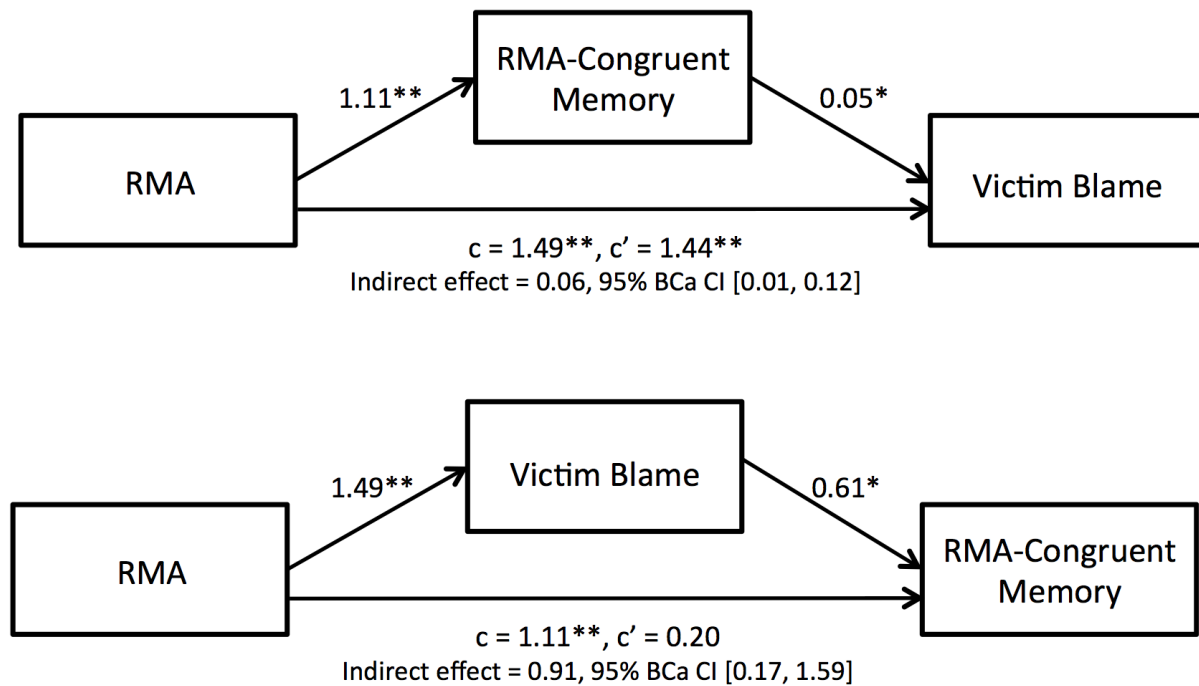 RMA-Congruent
Memory
1.11**
0.05*
RMA
Victim Blame
c = 1.49**, c’ = 1.44**
Indirect effect = 0.06, 95% BCa CI [0.01, 0.12]
Victim Blame
1.49**
0.61*
RMA
RMA-Congruent
Memory
c = 1.11**, c’ = 0.20
Indirect effect = 0.91, 95% BCa CI [0.17, 1.59]